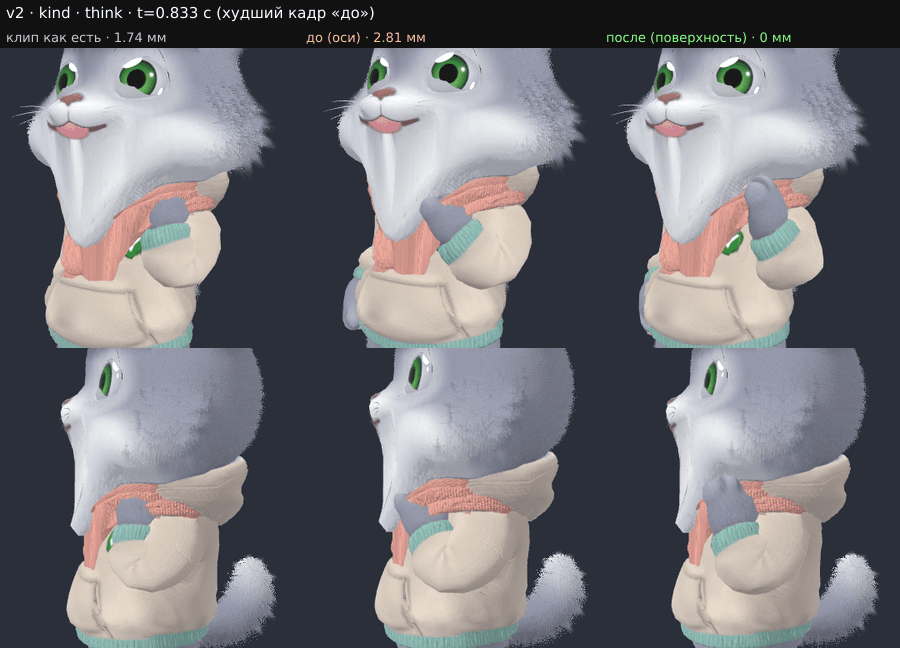 v2 · kind · think · t=0.833 с (худший кадр «до»)
клип как есть · 1.74 мм
до (оси) · 2.81 мм
после (поверхность) · 0 мм